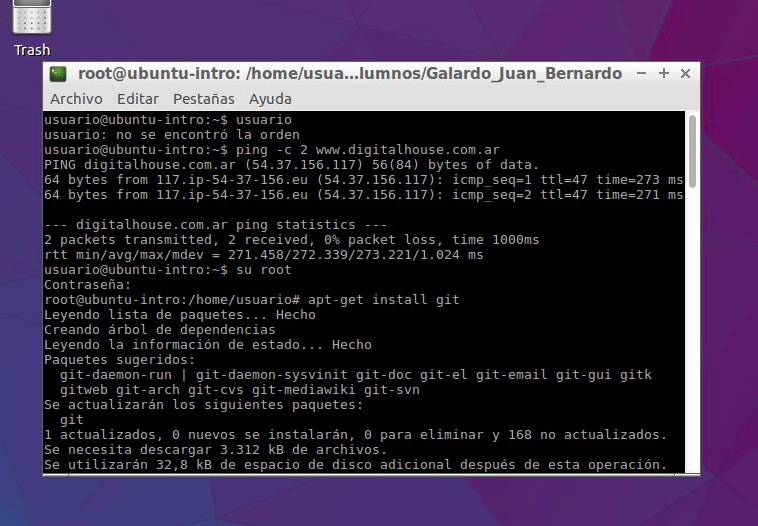 Trash
root@ubuntu-intro: /home/usua...lumnos/Galardo_Juan_Bernardo
Archivo Editar Pestañas Ayuda
usuario@ubuntu-intro:~$ usuario
usuario: no se encontró la orden
usuario@ubuntu-intro:~$ ping -c 2 www.digitalhouse.com.ar
PING digitalhouse.com.ar (54.37.156.117) 56(84) bytes of data.
64 bytes from 117.ip-54-37-156.eu (54.37.156.117): icmp_seq=1 ttl=47 time=273 ms
64 bytes from 117.ip-54-37-156.eu (54.37.156.117): icmp_seq=2 ttl=47 time=271 ms
--- digitalhouse.com.ar ping statistics ---
2 packets transmitted, 2 received, 0% packet loss, time 1000ms
rtt min/avg/max/mdev = 271.458/272.339/273.221/1.024 ms
usuario@ubuntu-intro:~$ su root
Contraseña:
root@ubuntu-intro:/home/usuario# apt-get install git
Leyendo lista de paquetes... Hecho
Creando árbol de dependencias
Leyendo la información de estado... Hecho
Paquetes sugeridos:
git-daemon-run | git-daemon-sysvinit git-doc git-el git-email git-gui gitk
gitweb git-arch git-cvs git-mediawiki git-svn
Se actualizarán los siguientes paquetes:
git
1 actualizados, 0 nuevos se instalarán, 0 para eliminar y 168 no actualizados.
Se necesita descargar 3.312 kB de archivos.
Se utilizarán 32,8 kB de espacio de disco adicional después de esta operación.